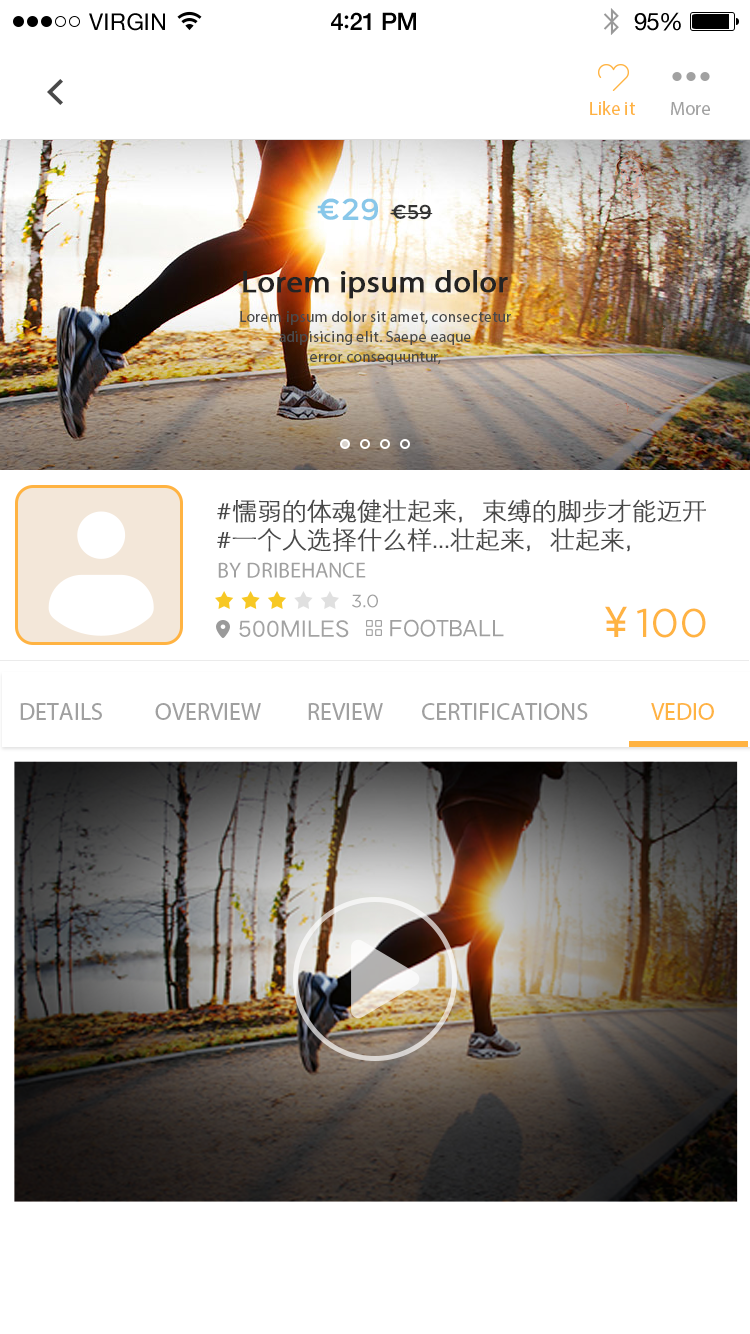 VIRGIN
4:21 PM
95%
Like it
More
€29 €59
Lorem ipsum dolor
Lorem ipsum dolor sit amet, consectetur
adipisicing elit. Saepe eaque
error consequuntur,
#懦弱的体魂健壮起来，束缚的脚步才能迈开
#一个人选择什么样...壮起来，壮起来，
BY DRIBEHANCE
3.0
500MILES FOOTBALL
¥100
DETAILS OVERVIEW REVIEW CERTIFICATIONS VEDIO